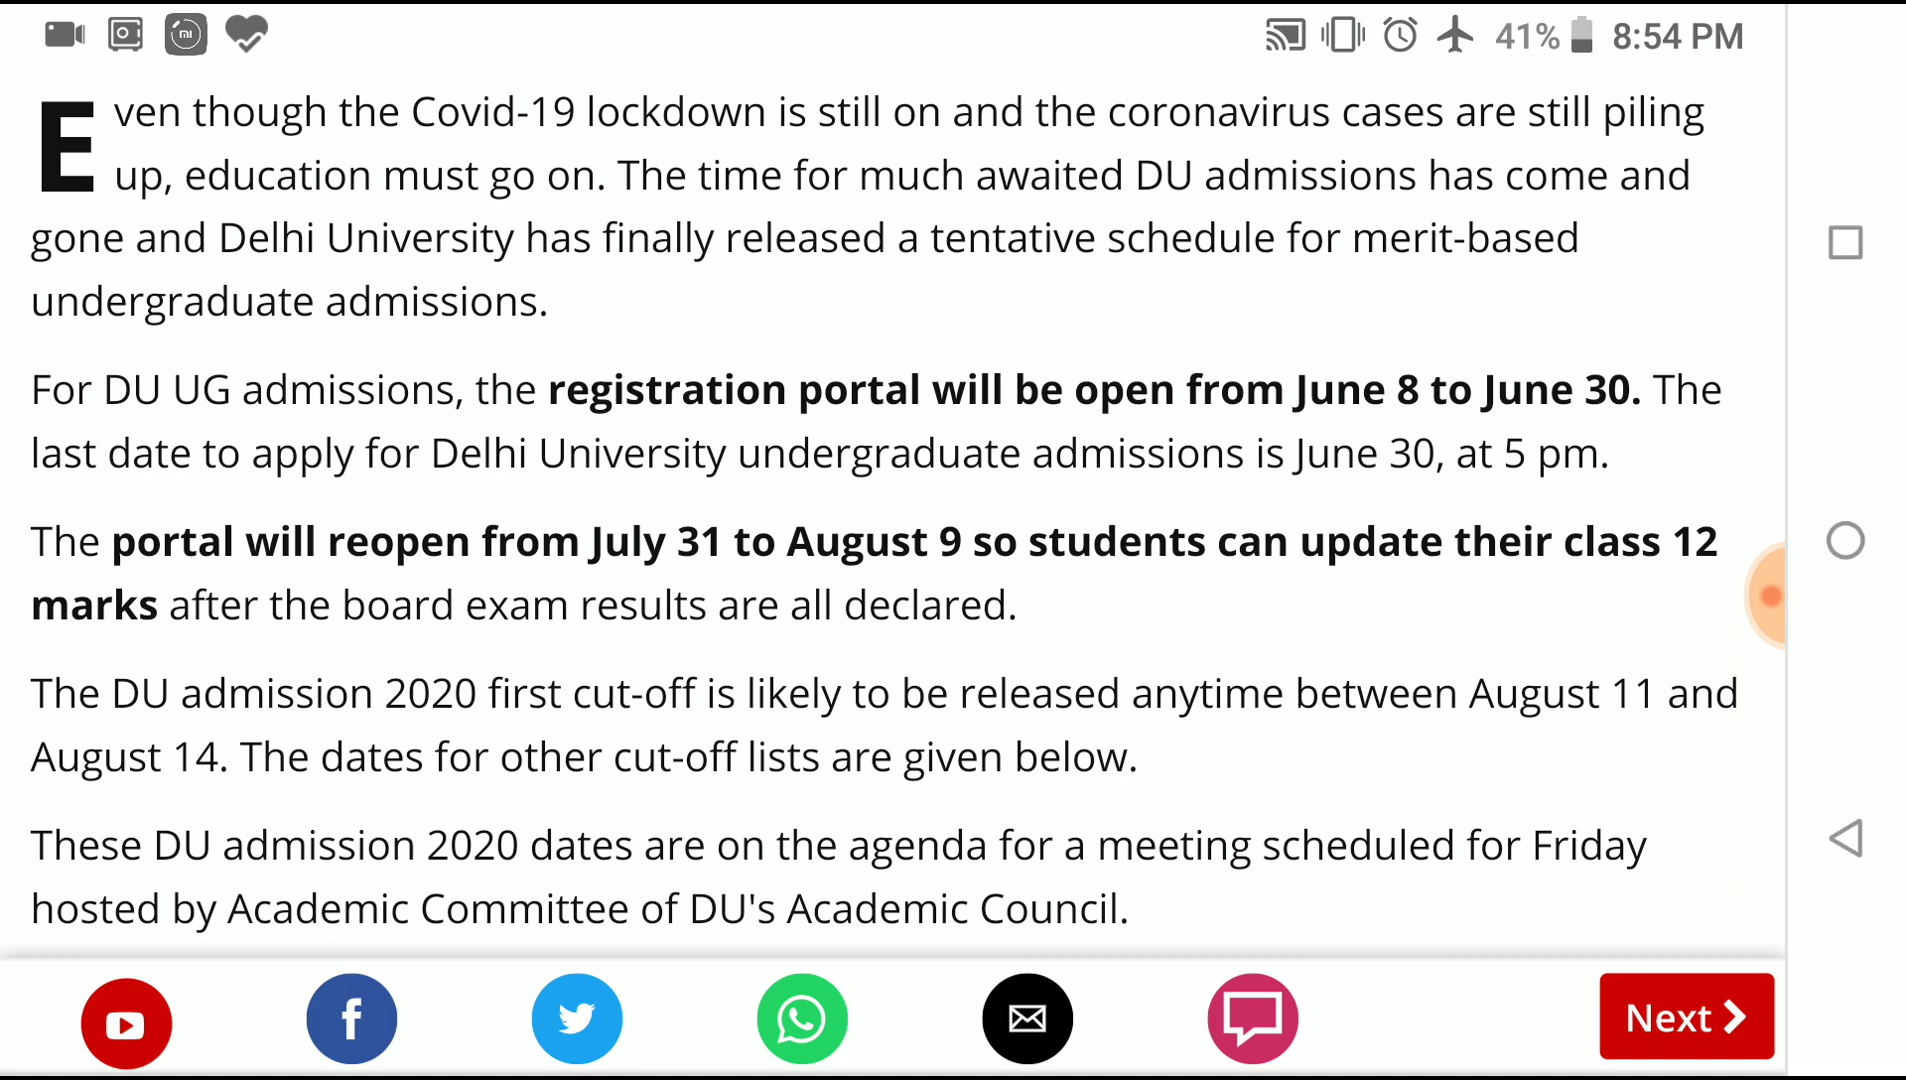 41% 8:54 PM
Even though the Covid-19 lockdown is still on and the coronavirus cases are still piling
up, education must go on. The time for much awaited DU admissions has come and
gone and Delhi University has finally released a tentative schedule for merit-based
undergraduate admissions.
For DU UG admissions, the registration portal will be open from June 8 to June 30. The
last date to apply for Delhi University undergraduate admissions is June 30, at 5 pm.
The portal will reopen from July 31 to August 9 so students can update their class 12
marks after the board exam results are all declared.
The DU admission 2020 first cut-off is likely to be released anytime between August 11 and
August 14. The dates for other cut-off lists are given below.
These DU admission 2020 dates are on the agenda for a meeting scheduled for Friday
hosted by Academic Committee of DU's Academic Council.
Next